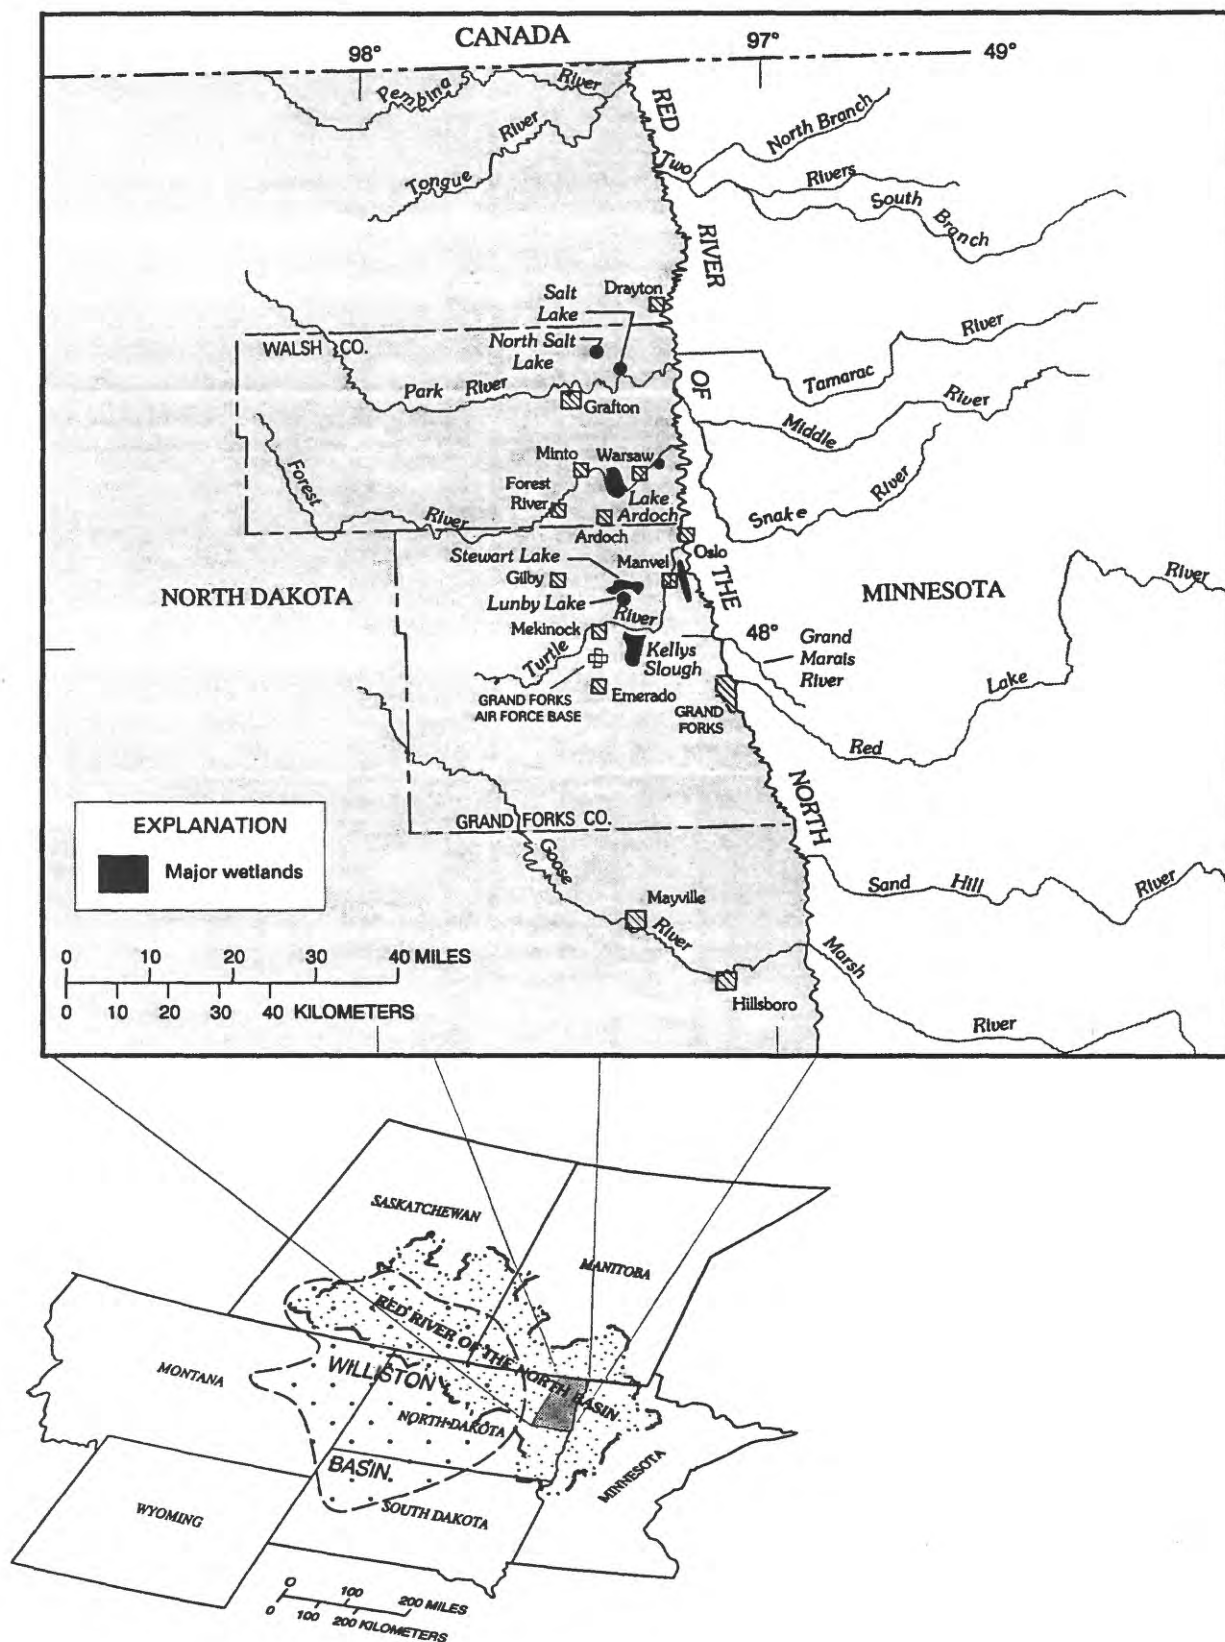 CANADA
98°
97°
49°
Pembina
River
RED
RIVER
OF
THE
NORTH
North Branch
Two
Rivers
South
Branch
River
Tongue
Drayton
Salt
Lake
North Salt
Lake
WALSH CO.
Park
River
Grafton
River
Tamarac
River
Middle
River
Snake
Minto
Warsaw
Forest
River
Forest
River
Lake
Ardoch
Ardoch
Oslo
Stewart Lake
Manvel
Gilby
NORTH DAKOTA
Lunby Lake
River
MINNESOTA
River
Mekinock
48°
Grand
Marais
River
Turtle
Kellys
Slough
Lake
GRAND FORKS
AIR FORCE BASE
Emerado
GRAND
FORKS
Red
EXPLANATION
Major wetlands
GRAND FORKS CO.
Goose
River
Mayville
Sand
Hill
River
Marsh
River
Hillsboro
0 10 20 30 40 MILES
0 10 20 30 40 KILOMETERS
SASKATCHEWAN
MANITOBA
RED RIVER OF THE NORTH BASIN
MONTANA
WILLISTON
BASIN
NORTH DAKOTA
MINNESOTA
WYOMING
SOUTH DAKOTA
0 100 200 MILES
0 100 200 KILOMETERS